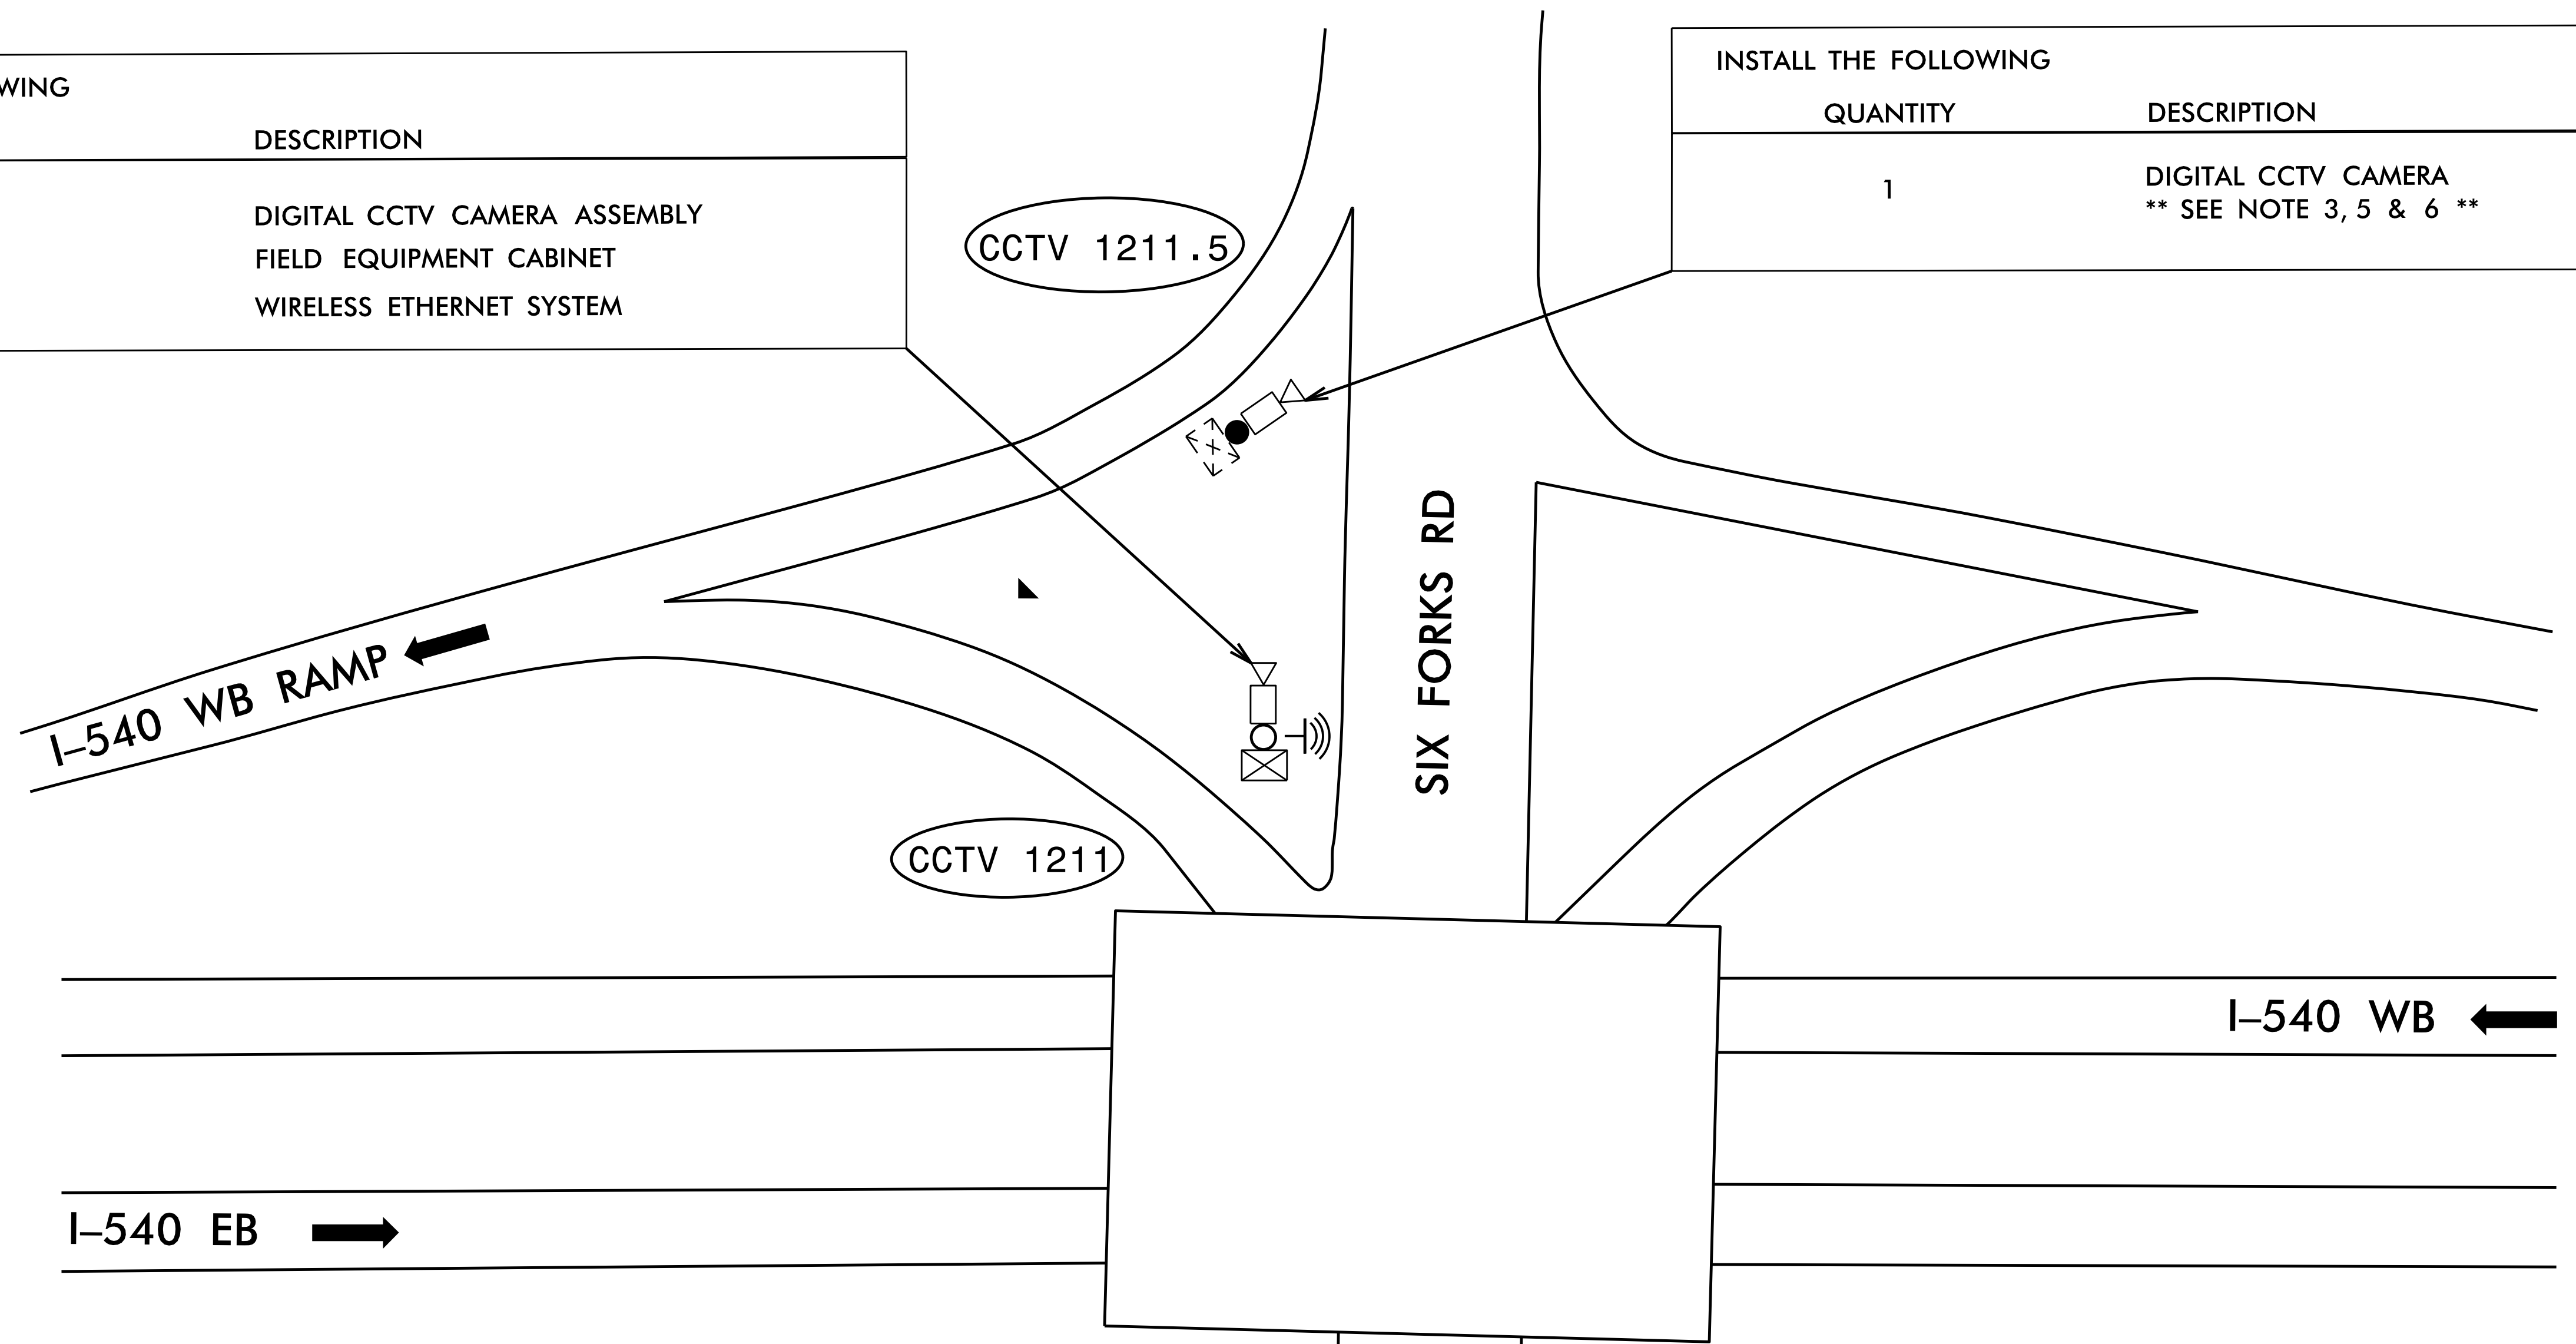 WING
DESCRIPTION
DIGITAL CCTV CAMERA ASSEMBLY
FIELD EQUIPMENT CABINET
WIRELESS ETHERNET SYSTEM
INSTALL THE FOLLOWING
QUANTITY DESCRIPTION
1 DIGITAL CCTV CAMERA
** SEE NOTE 3, 5 & 6 **
CCTV 1211.5
SIX FORKS RD
I-540 WB RAMP
CCTV 1211
I-540 WB
I-540 EB